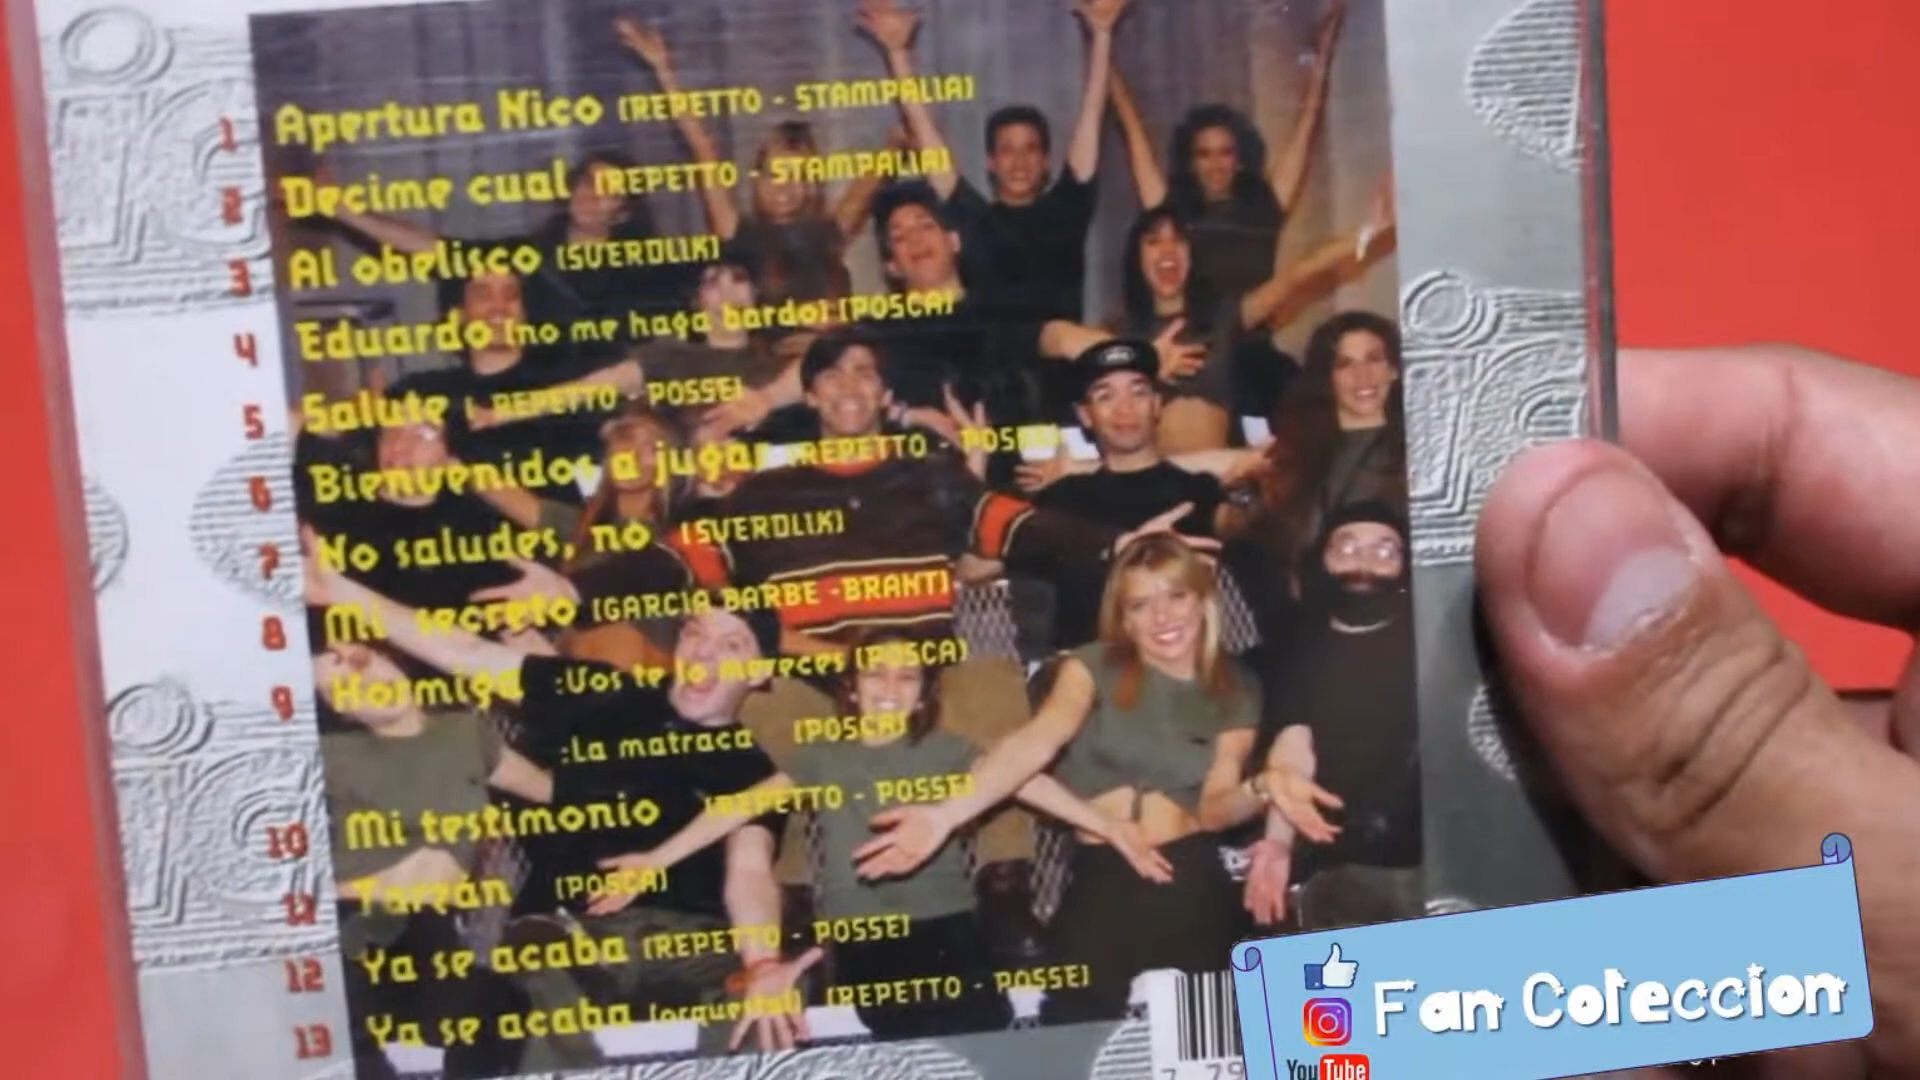 1 Apertura Nico [REPETTO - STAMPALIA]
2 Decime cual [REPETTO - STAMPALIA]
3 Al obelisco [SVERDLIK]
4 Eduardo [no me haga bardo] [POSCA]
5 Salute [REPETTO - POSSE]
6 Bienvenidos a jugar [REPETTO - POSSE]
7 No saludes, no [SVERDLIK]
8 Mi secreto [GARCIA BARBE -BRANT]
9 Hormiga :Vos te lo mereces [POSCA]
:La matraca [POSCA]
10 Mi testimonio [REPETTO - POSSE]
11 Tarzán [POSCA]
12 Ya se acaba [REPETTO - POSSE]
13 Ya se acaba [orquestal] [REPETTO - POSSE]
Fan Coleccion
YouTube